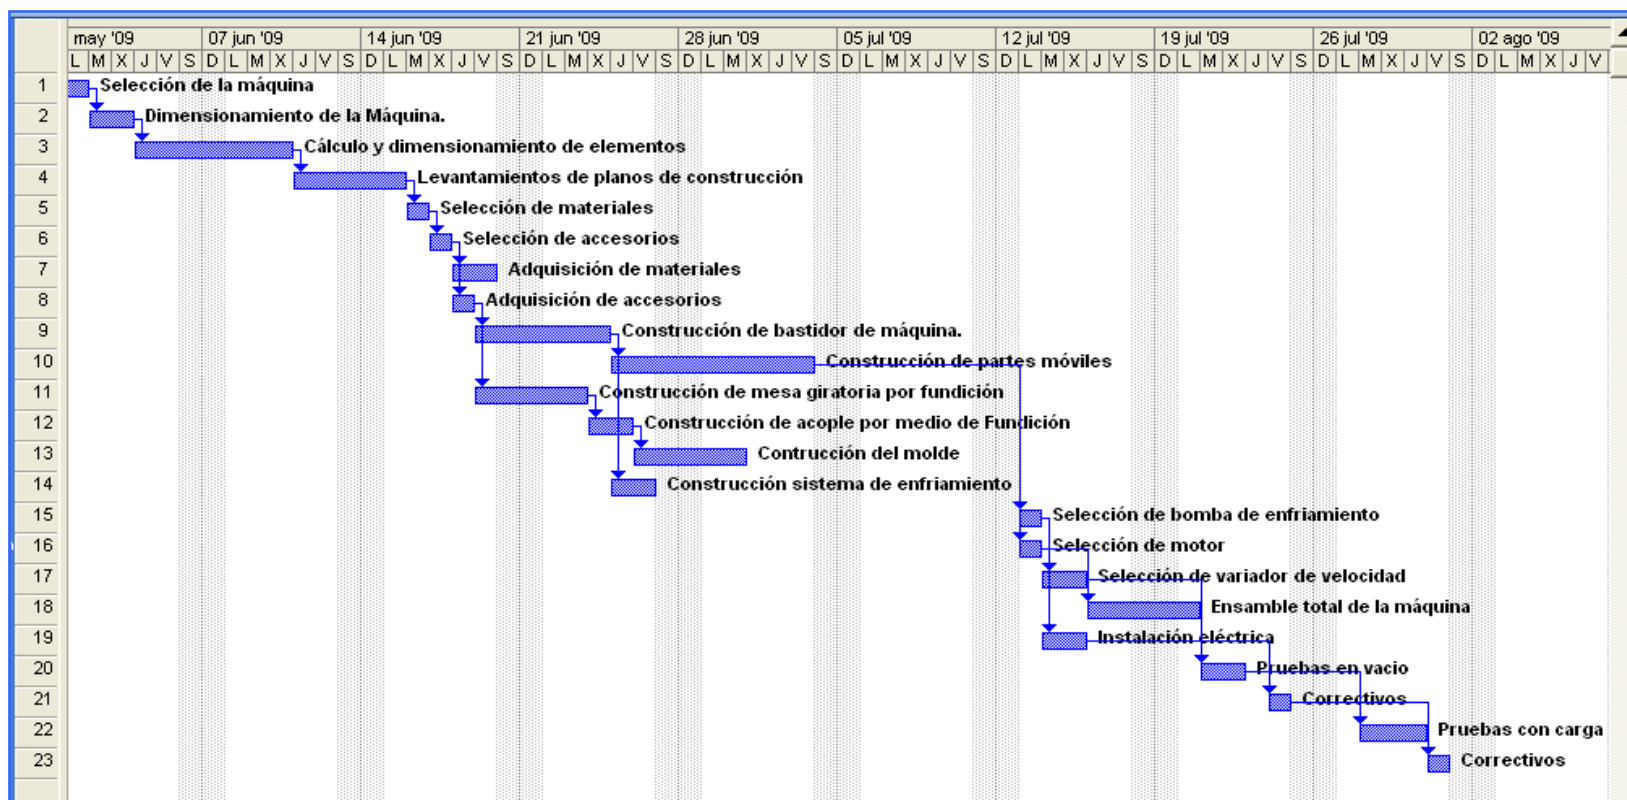 may '09 07 jun '09 14 jun '09 21 jun '09 28 jun '09 05 jul '09 12 jul '09 19 jul '09 26 jul '09 02 ago '09
L M X J V S D L M X J V S D L M X J V S D L M X J V S D L M X J V S D L M X J V S D L M X J V S D L M X J V S D L M X J V S D L M X J V
1 Selección de la máquina
2 Dimensionamiento de la Máquina.
3 Cálculo y dimensionamiento de elementos
4 Levantamientos de planos de construcción
5 Selección de materiales
6 Selección de accesorios
7 Adquisición de materiales
8 Adquisición de accesorios
9 Construcción de bastidor de máquina.
10 Construcción de partes móviles
11 Construcción de mesa giratoria por fundición
12 Construcción de acople por medio de Fundición
13 Contrucción del molde
14 Construcción sistema de enfriamiento
15 Selección de bomba de enfriamiento
16 Selección de motor
17 Selección de variador de velocidad
18 Ensamble total de la máquina
19 Instalación eléctrica
20 Pruebas en vacio
21 Correctivos
22 Pruebas con carga
23 Correctivos